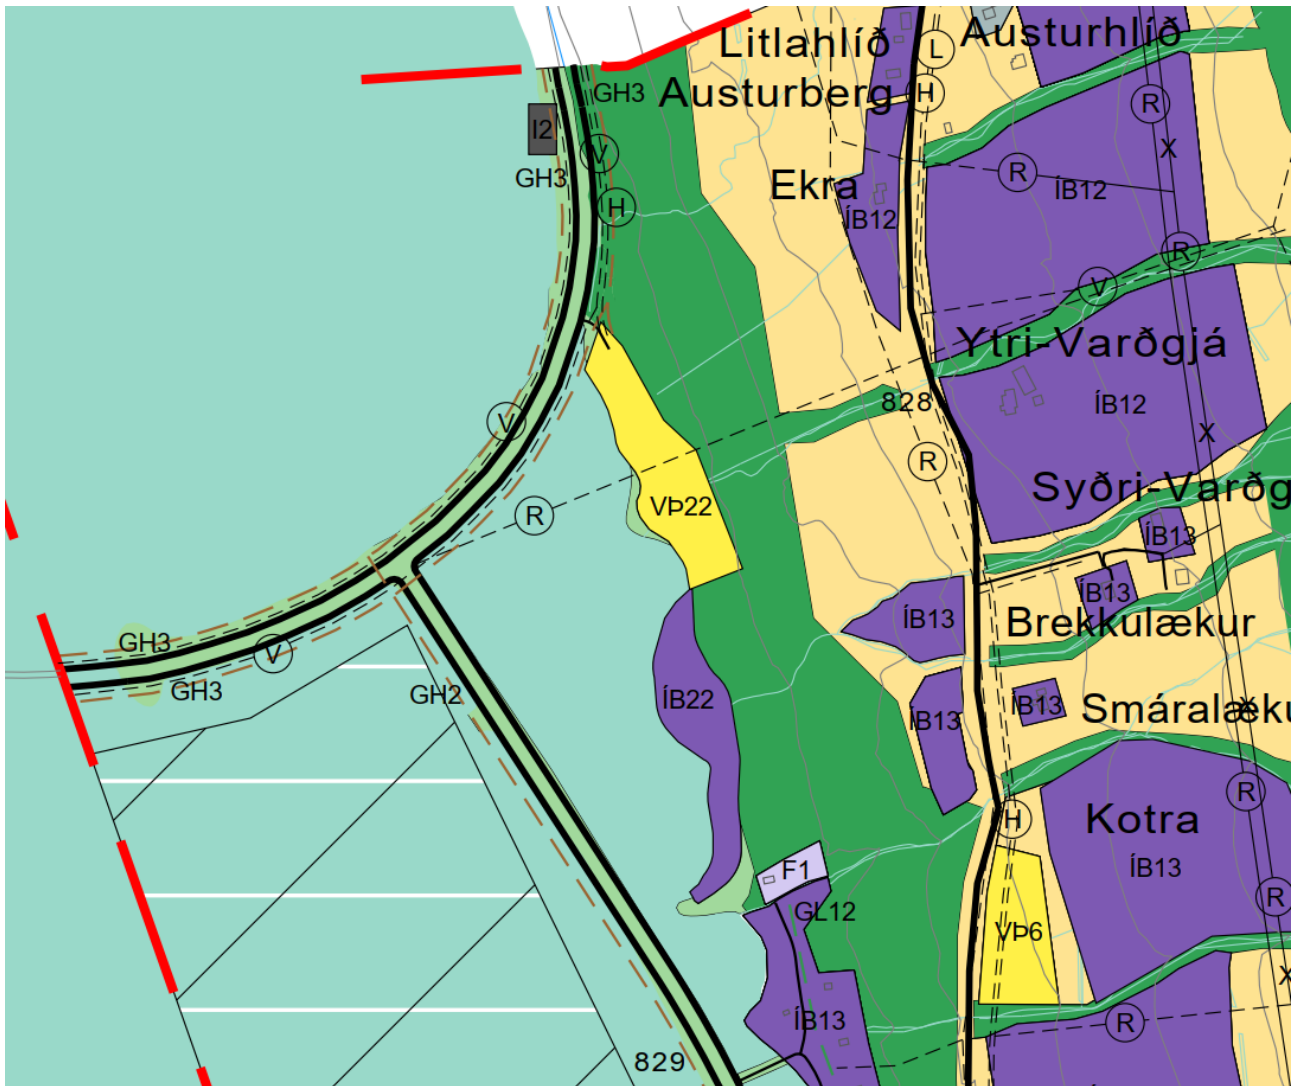 Litlahlíð
Austurhlíð
L
GH3
Austurberg
H
R
I2
V
X
GH3
R
Ekra
ÍB12
H
ÍB12
R
V
Ytri-Varðgjá
828
ÍB12
V
X
R
Syðri-Varðg
VÞ22
R
ÍB13
ÍB13
ÍB13
Brekkulækur
GH3
V
GH3
GH2
ÍB22
ÍB13
ÍB13
Smáralæku
X
R
H
Kotra
F1
ÍB13
R
GL12
VÞ6
X
ÍB13
R
829